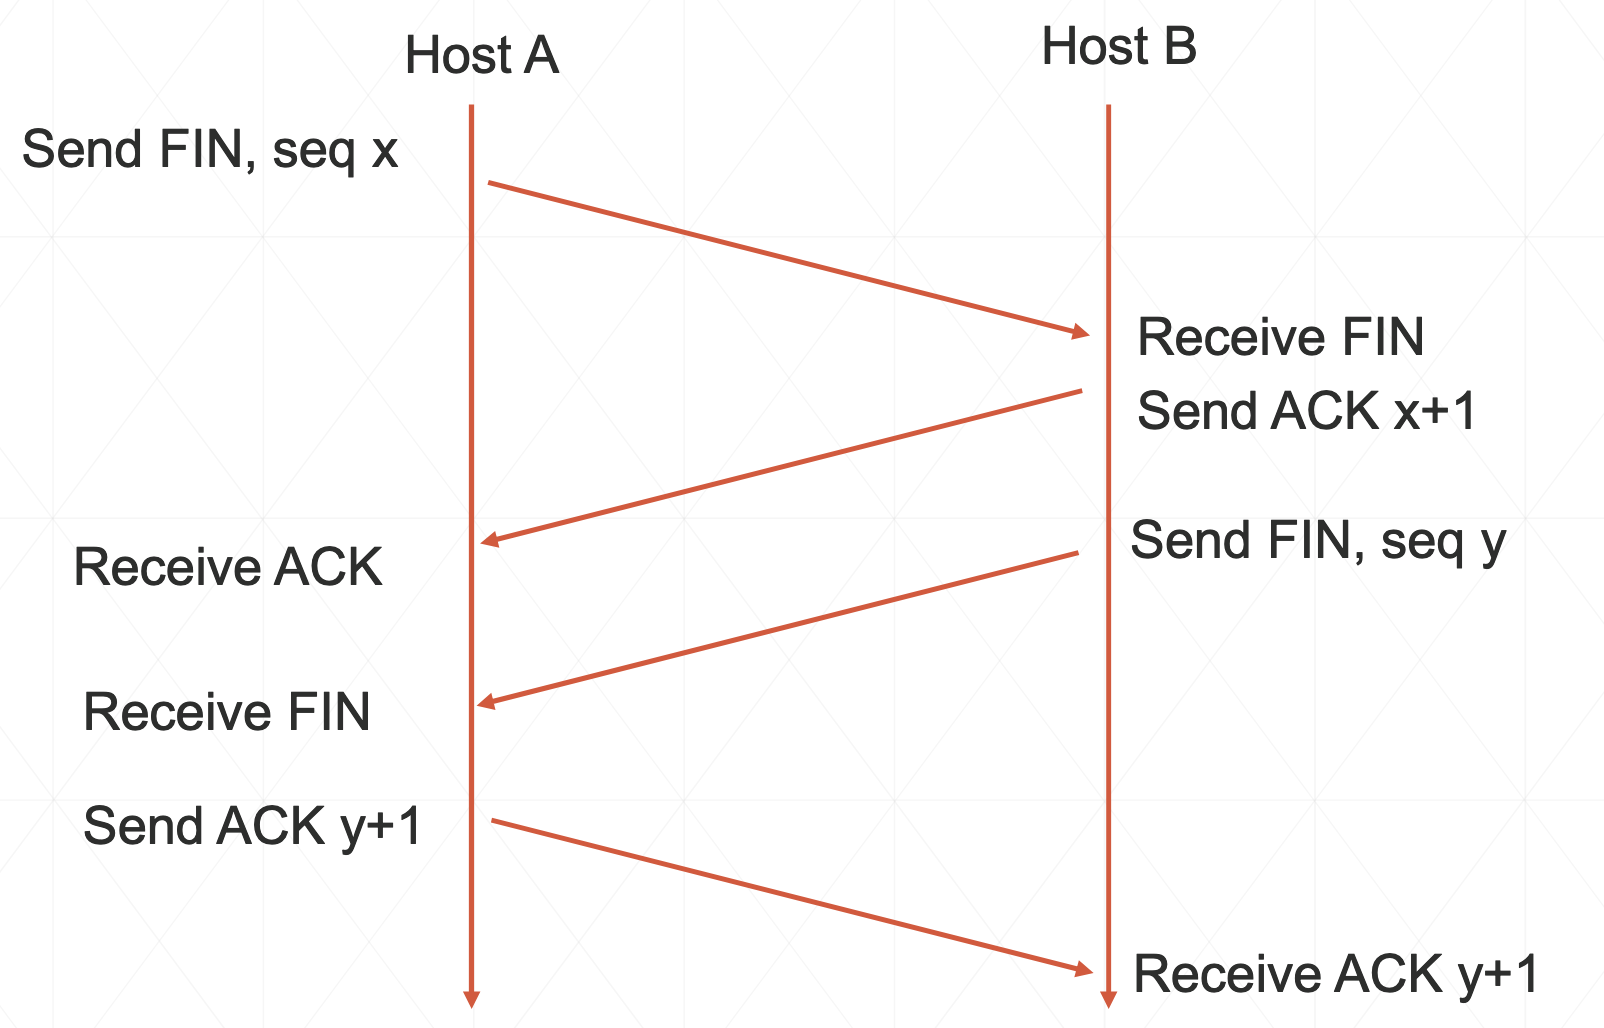 Host A
Host B
Send FIN, seq x
Receive FIN
Send ACK x+1
Send FIN, seq y
Receive ACK
Receive FIN
Send ACK y+1
Receive ACK y+1